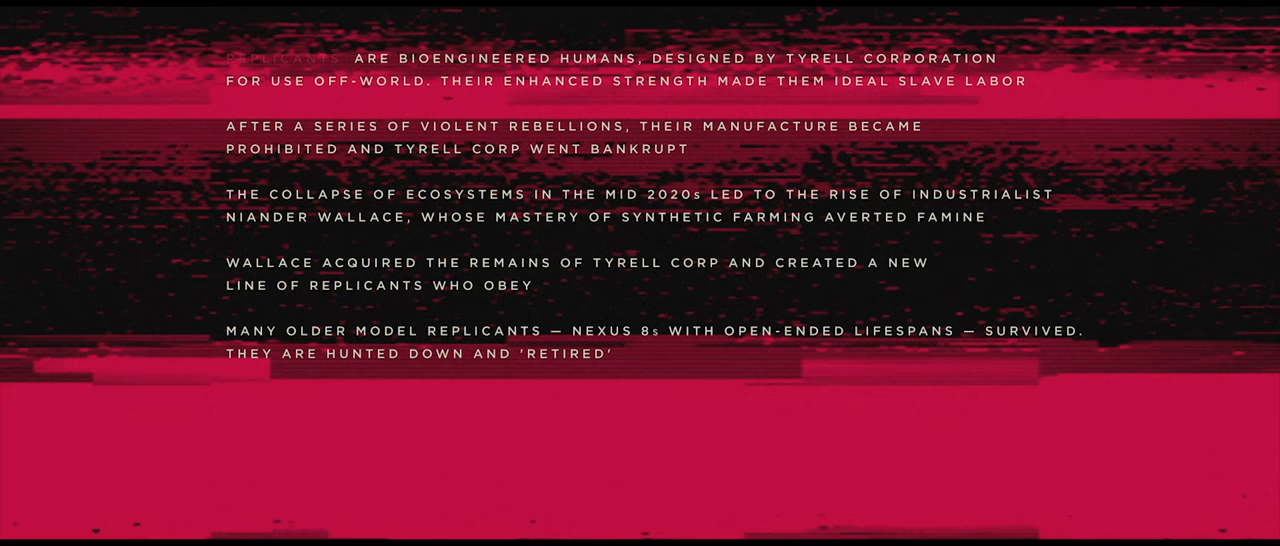 REPLICANTS ARE BIOENGINEERED HUMANS, DESIGNED BY TYRELL CORPORATION
FOR USE OFF-WORLD. THEIR ENHANCED STRENGTH MADE THEM IDEAL SLAVE LABOR
AFTER A SERIES OF VIOLENT REBELLIONS, THEIR MANUFACTURE BECAME
PROHIBITED AND TYRELL CORP WENT BANKRUPT
THE COLLAPSE OF ECOSYSTEMS IN THE MID 2020s LED TO THE RISE OF INDUSTRIALIST
NIANDER WALLACE, WHOSE MASTERY OF SYNTHETIC FARMING AVERTED FAMINE
WALLACE ACQUIRED THE REMAINS OF TYRELL CORP AND CREATED A NEW
LINE OF REPLICANTS WHO OBEY
MANY OLDER MODEL REPLICANTS — NEXUS 8s WITH OPEN-ENDED LIFESPANS — SURVIVED.
THEY ARE HUNTED DOWN AND 'RETIRED'